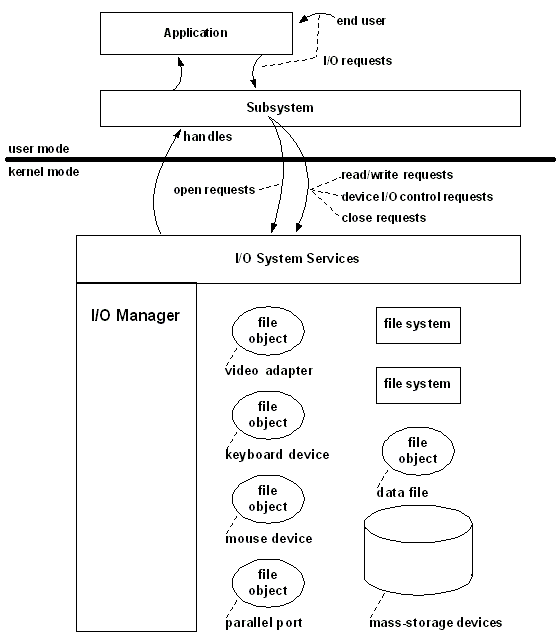 end user
Application
I/O requests
Subsystem
handles
user mode
kernel mode
read/write requests
open requests
device I/O control requests
close requests
I/O System Services
I/O Manager
file
object
video adapter
file system
file
object
keyboard device
file system
file
object
mouse device
file
object
data file
file
object
parallel port
mass-storage devices